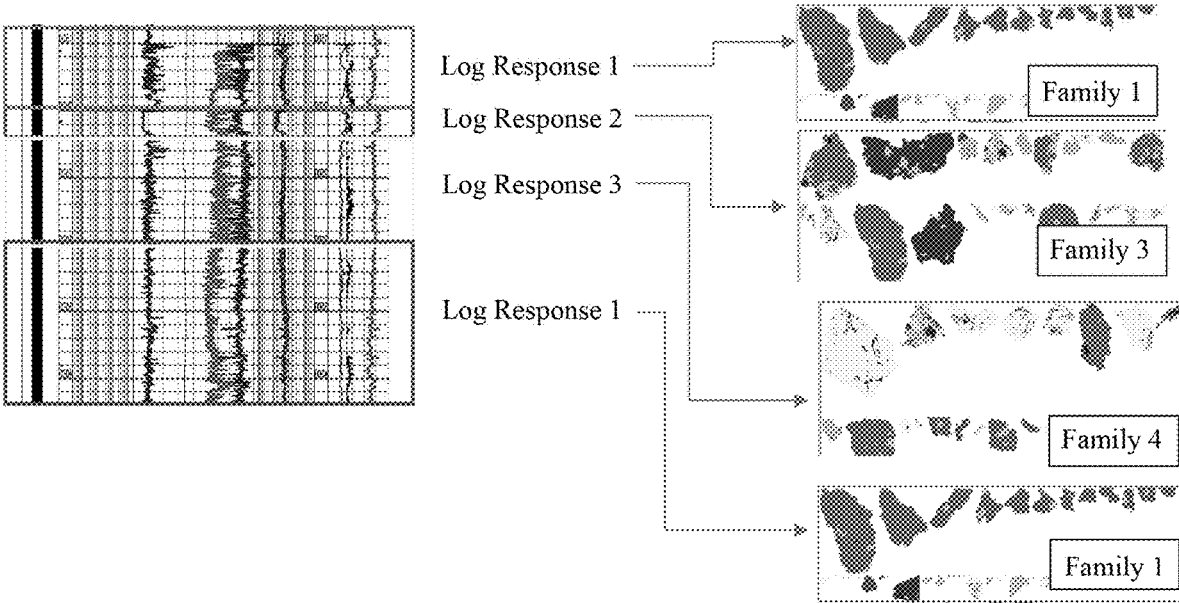 Log Response 1
Family 1
Log Response 2
Log Response 3
Family 3
Log Response 1
Family 4
Family 1